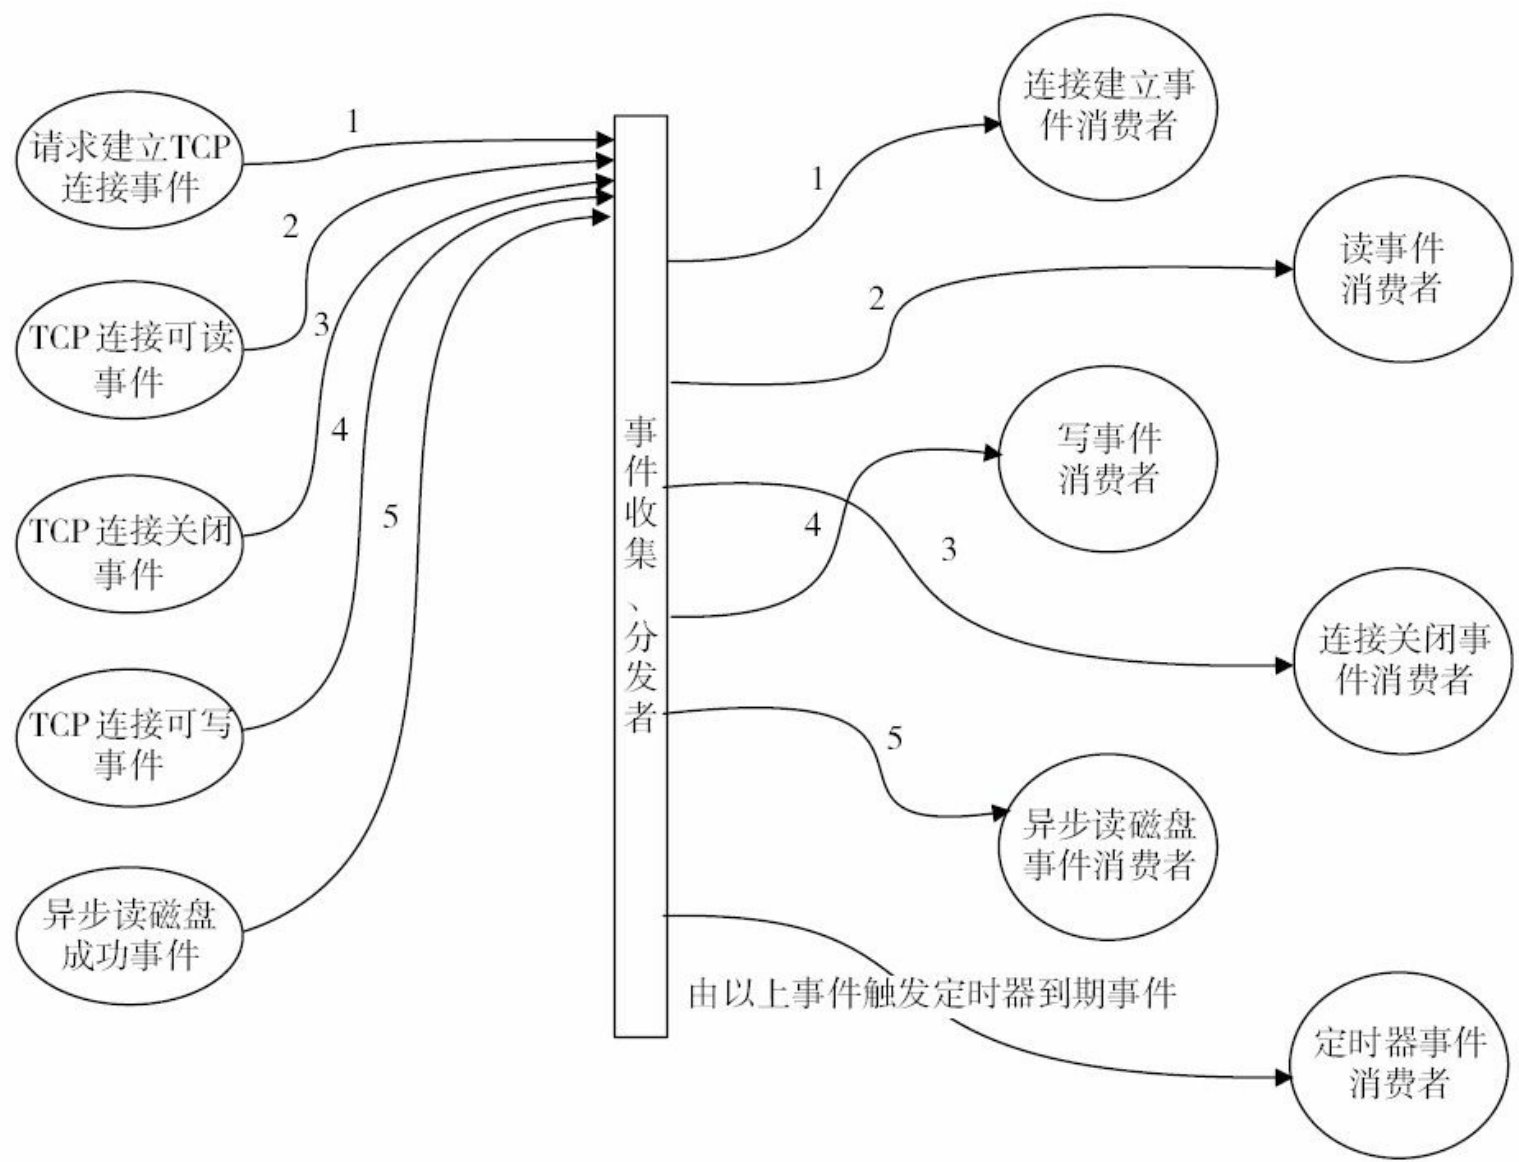 请求建立TCP
连接事件
TCP连接可读
事件
TCP连接关闭
事件
TCP连接可写
事件
异步读磁盘
成功事件
1
2
3
4
5
事件收集、分发者
1
2
4
3
5
由以上事件触发定时器到期事件
连接建立事
件消费者
读事件
消费者
写事件
消费者
连接关闭事
件消费者
异步读磁盘
事件消费者
定时器事件
消费者